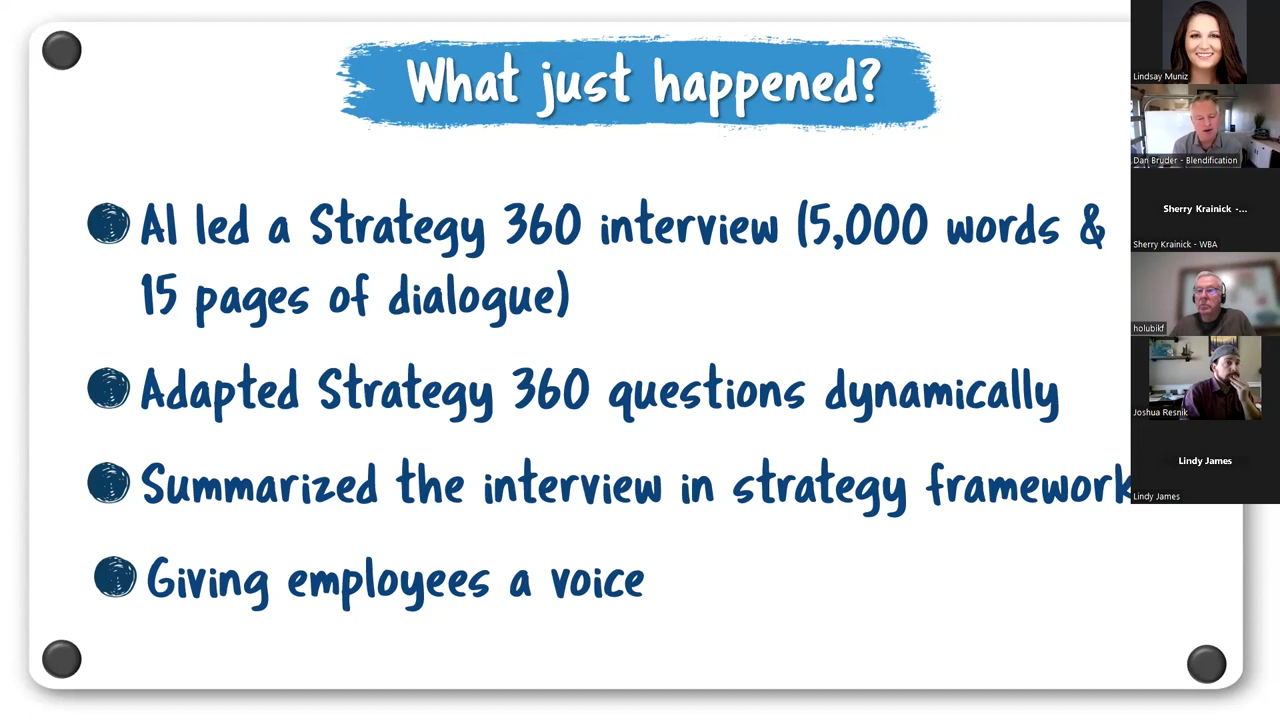 What just happened?
AI led a Strategy 360 interview (5,000 words &
15 pages of dialogue)
Adapted Strategy 360 questions dynamically
Summarized the interview in strategy framework
Giving employees a voice
Lindsay Muniz
Dan Bruder - Blendification
Sherry Krainick -...
Sherry Krainick - WBA
holubikf
Joshua Resnik
Lindy James
Lindy James